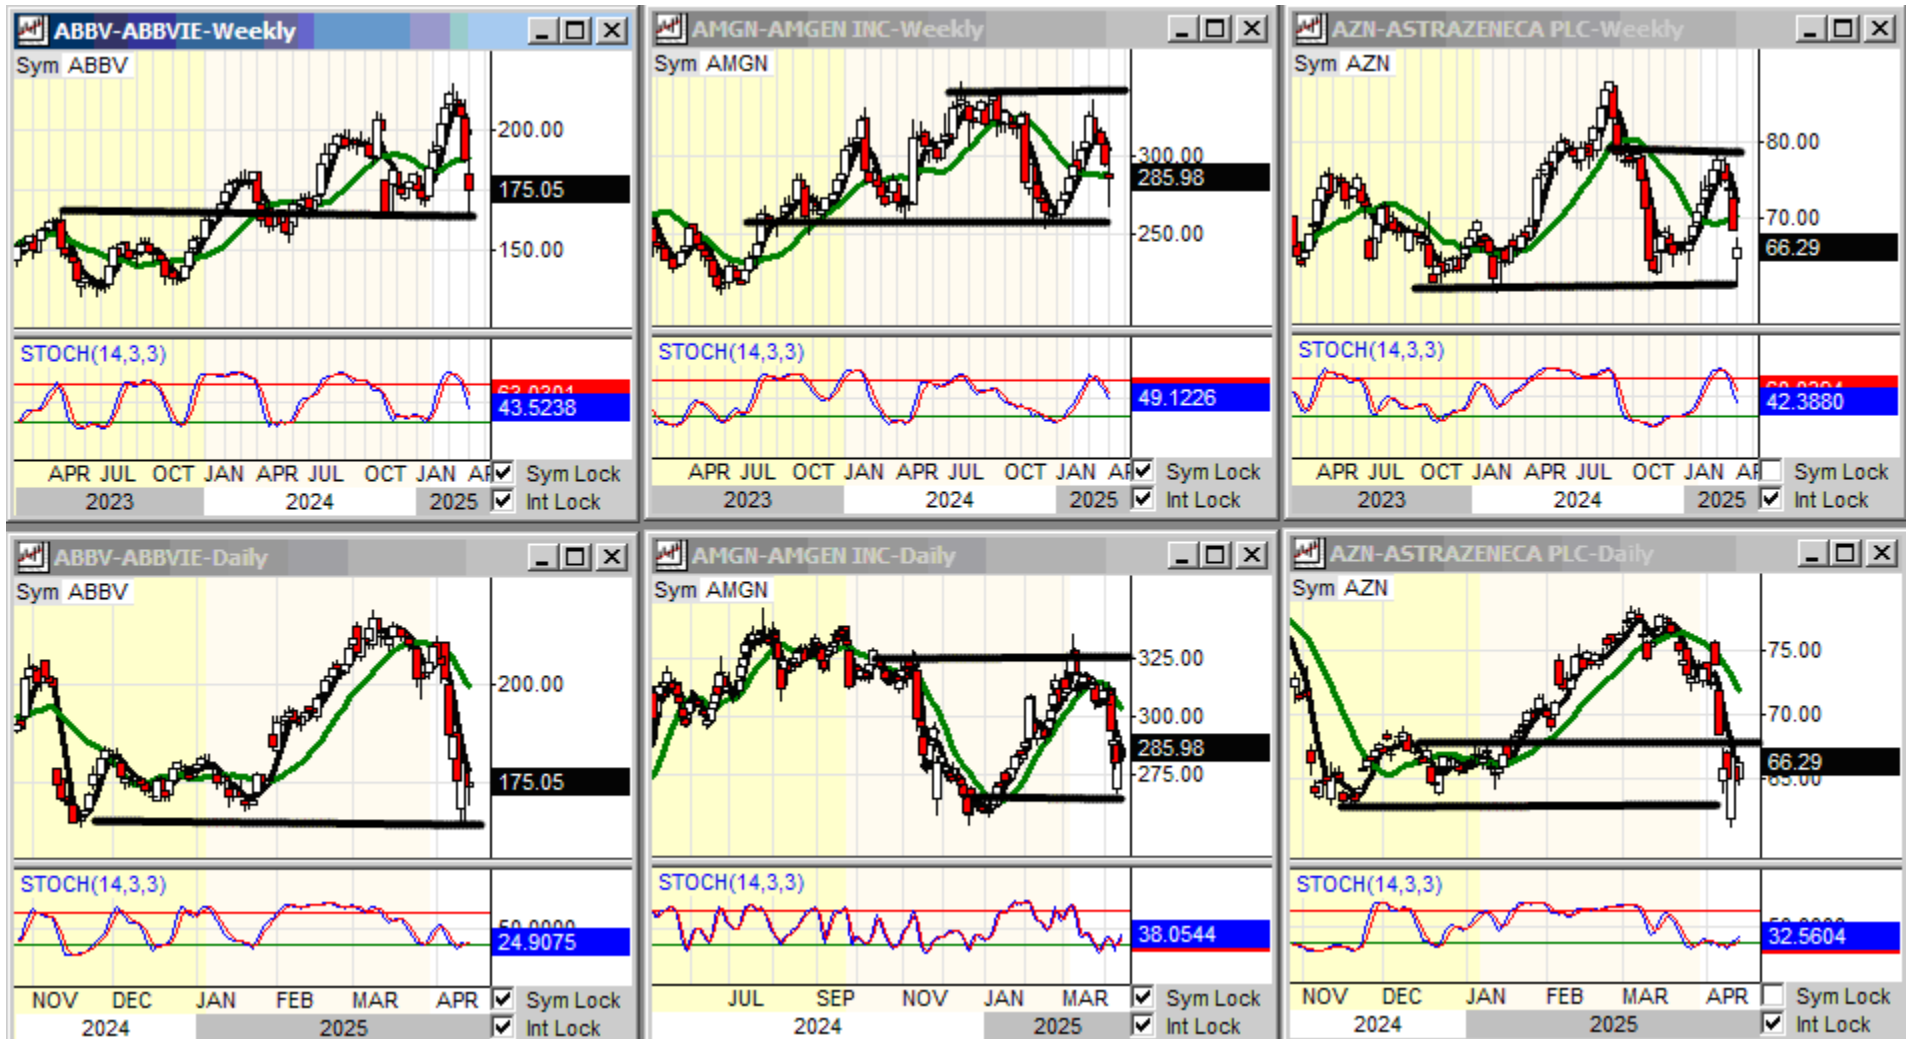 ABBV-ABBVIE-Weekly
Sym ABBV
200.00
175.05
150.00
STOCH(14,3,3)
43.5238
APR JUL OCT JAN APR JUL OCT JAN
Sym Lock
2023 2024 2025
Int Lock
AMGN-AMGEN INC-Weekly
Sym AMGN
300.00
285.98
250.00
STOCH(14,3,3)
49.1226
APR JUL OCT JAN APR JUL OCT JAN
Sym Lock
2023 2024 2025
Int Lock
AZN-ASTRAZENECA PLC-Weekly
Sym AZN
80.00
70.00
66.29
STOCH(14,3,3)
42.3880
APR JUL OCT JAN APR JUL OCT JAN
Sym Lock
2023 2024 2025
Int Lock
ABBV-ABBVIE-Daily
Sym ABBV
200.00
175.05
STOCH(14,3,3)
24.9075
NOV DEC JAN FEB MAR APR
Sym Lock
2024 2025
Int Lock
AMGN-AMGEN INC-Daily
Sym AMGN
325.00
300.00
285.98
275.00
STOCH(14,3,3)
38.0544
JUL SEP NOV JAN MAR
Sym Lock
2024 2025
Int Lock
AZN-ASTRAZENECA PLC-Daily
Sym AZN
75.00
70.00
66.29
65.00
STOCH(14,3,3)
32.5604
NOV DEC JAN FEB MAR APR
Sym Lock
2024 2025
Int Lock